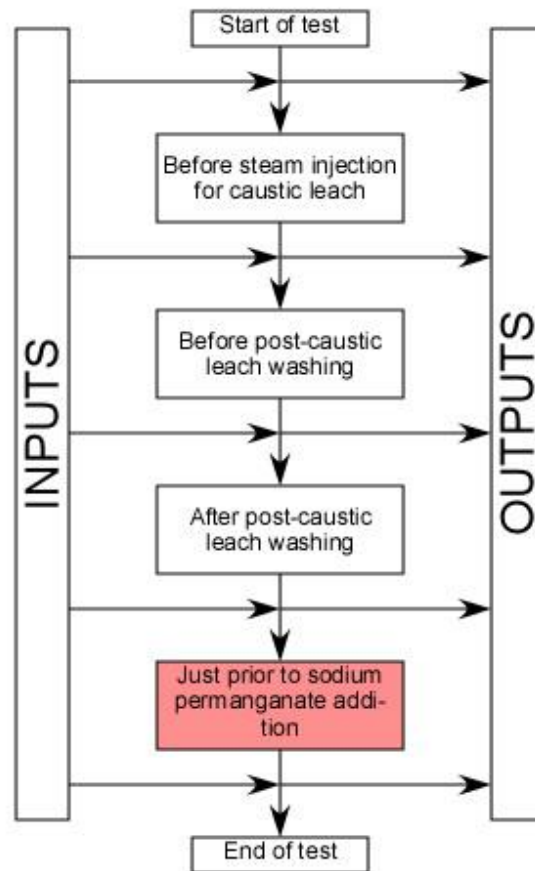 Start of test
Before steam injection
for caustic leach
INPUTS
Before post-caustic
leach washing
OUTPUTS
After post-caustic
leach washing
Just prior to sodium
permanganate addi-
tion
End of test